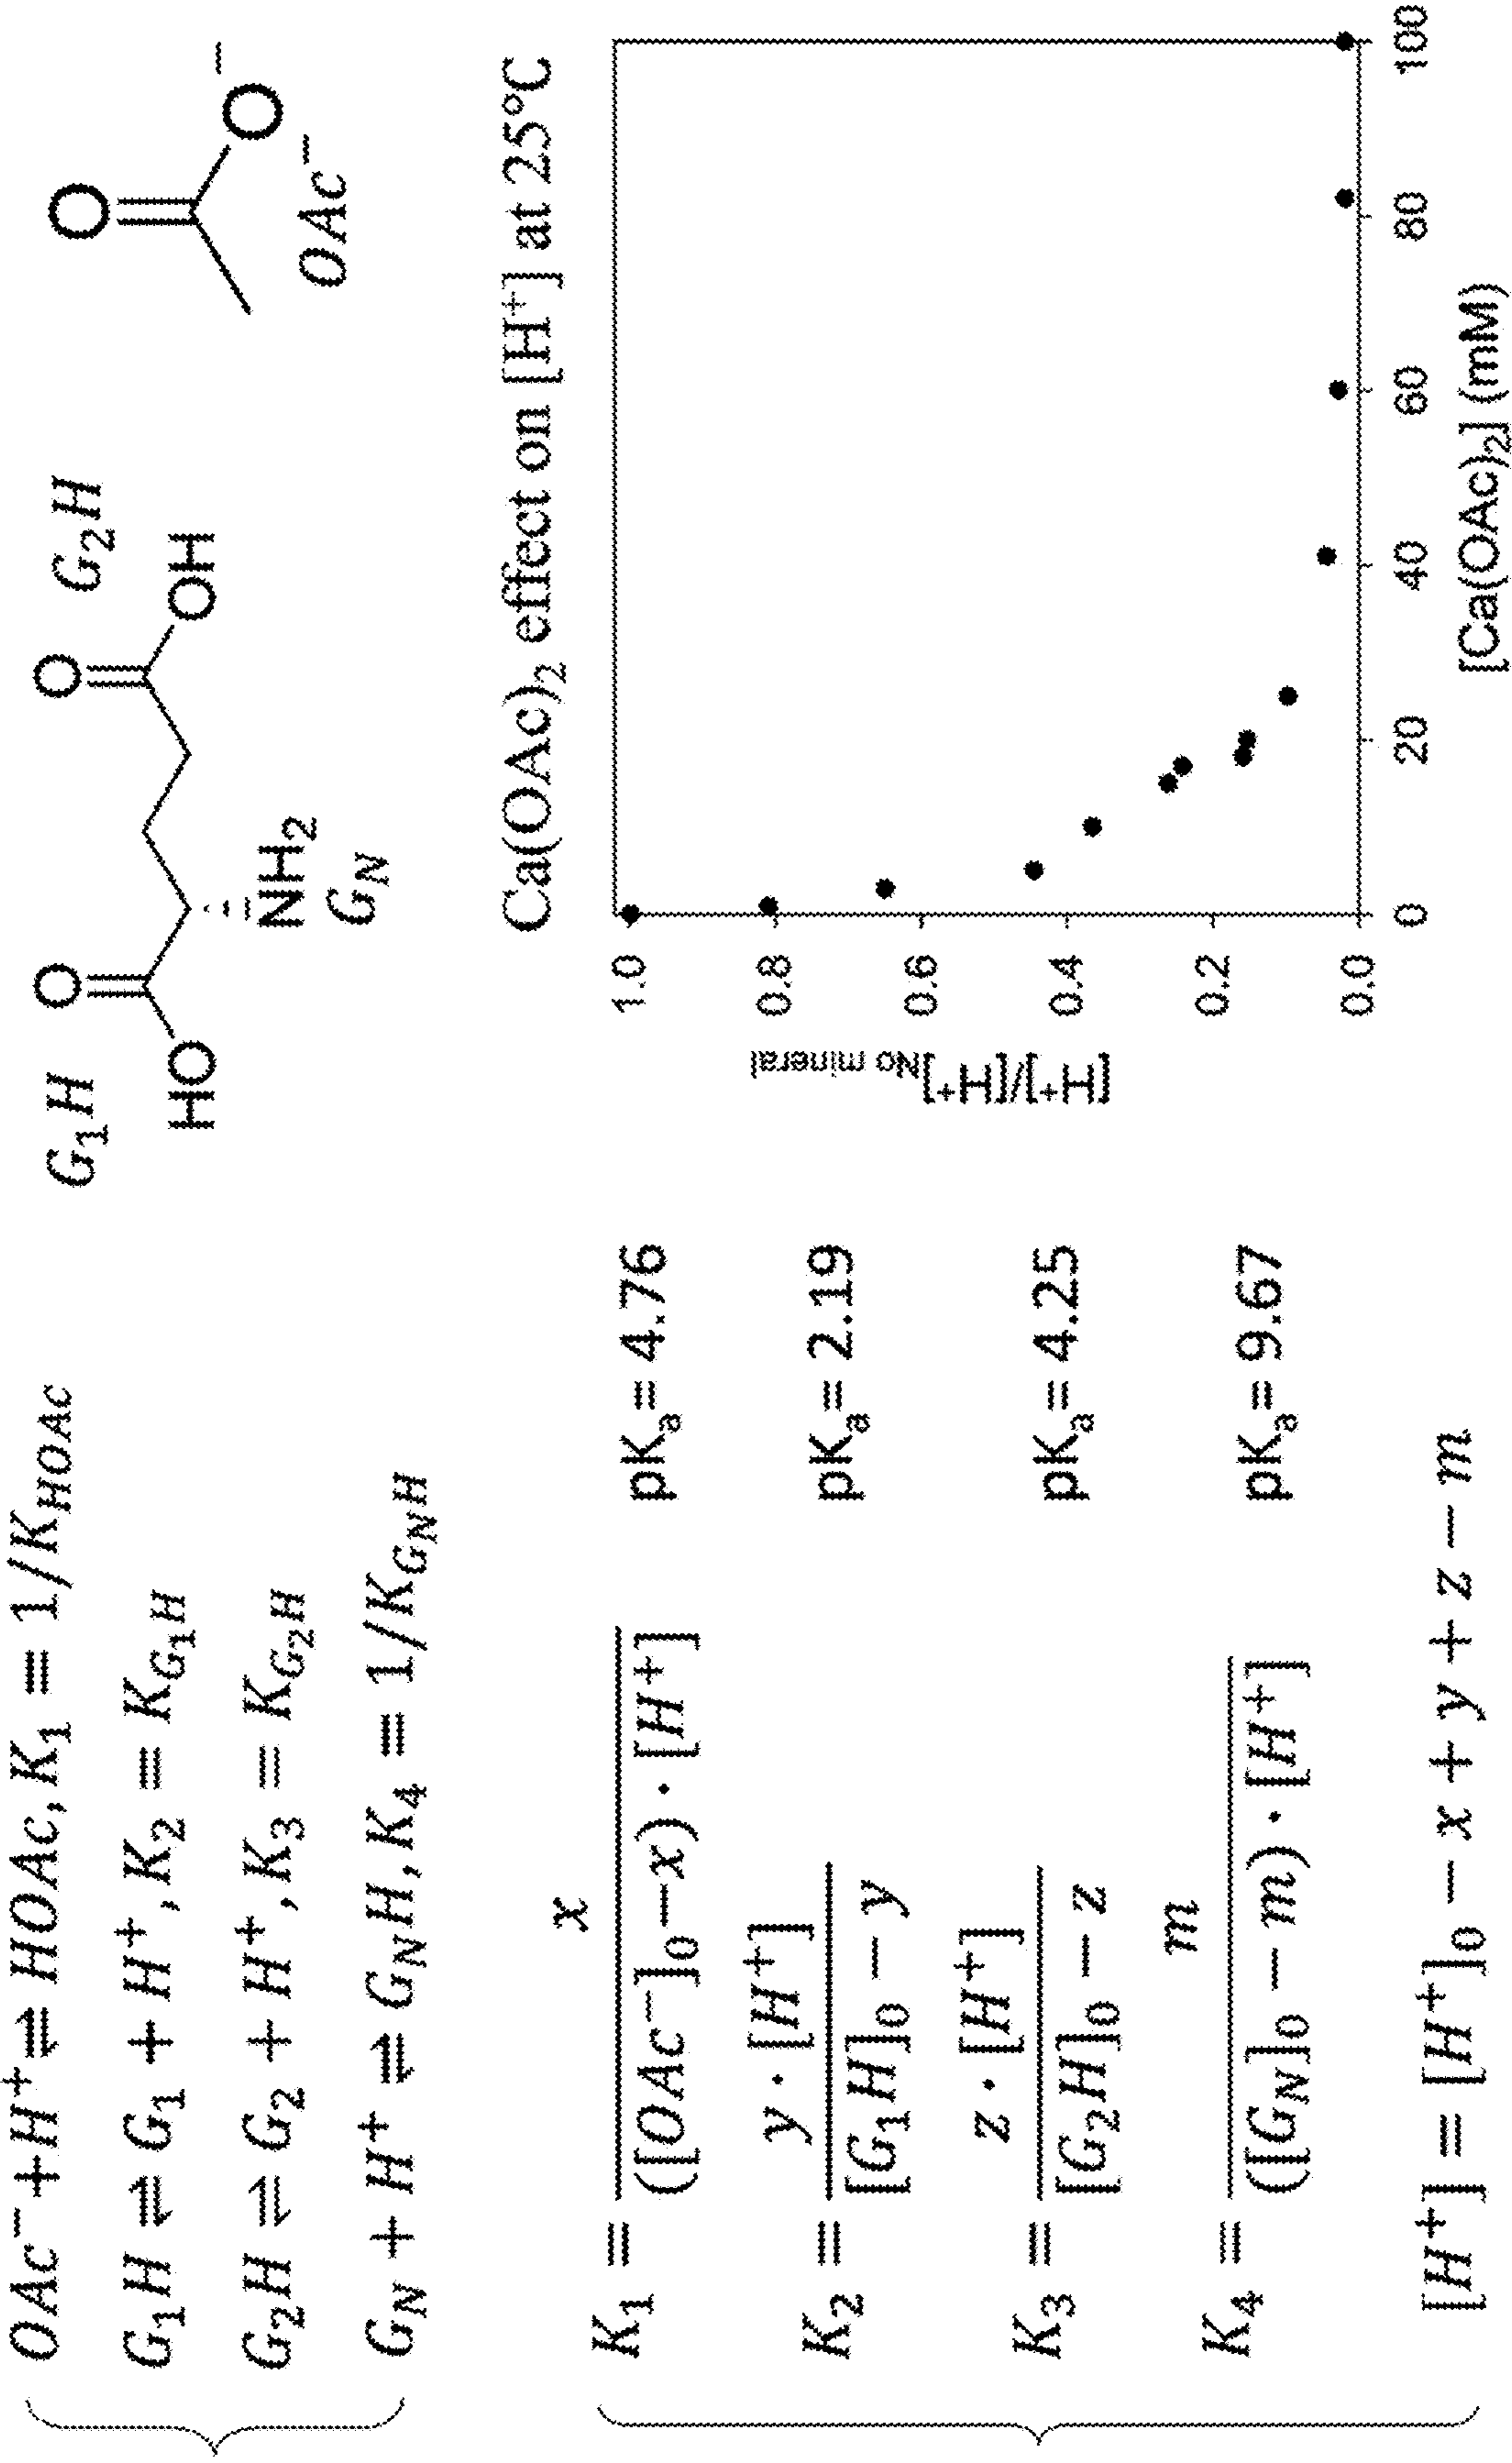 OAc⁻+H⁺⇌ HOAc, K₁ = 1/K_HOAc
G₁H ⇌ G₁ + H⁺, K₂ = K_G₁H
G₂H ⇌ G₂ + H⁺, K₃ = K_G₂H
G_N + H⁺ ⇌ G_NH, K₄ = 1/K_G_NH
G₁H
G₂H
O
O
HO
OH
NH₂
G_N
O
O⁻
OAc⁻
K₁ = x / (([OAc⁻]₀−x) · [H⁺]) pKₐ = 4.76
K₂ = y · [H⁺] / [G₁H]₀ − y pKₐ = 2.19
K₃ = z · [H⁺] / [G₂H]₀ − z pKₐ = 4.25
K₄ = m / (([G_N]₀ − m) · [H⁺]) pKₐ = 9.67
[H⁺] = [H⁺]₀ − x + y + z − m
Ca(OAc)₂ effect on [H⁺] at 25°C
[H⁺]/[H⁺]No mineral
1.0
0.8
0.6
0.4
0.2
0.0
0 20 40 60 80 100
[Ca(OAc)₂] (mM)